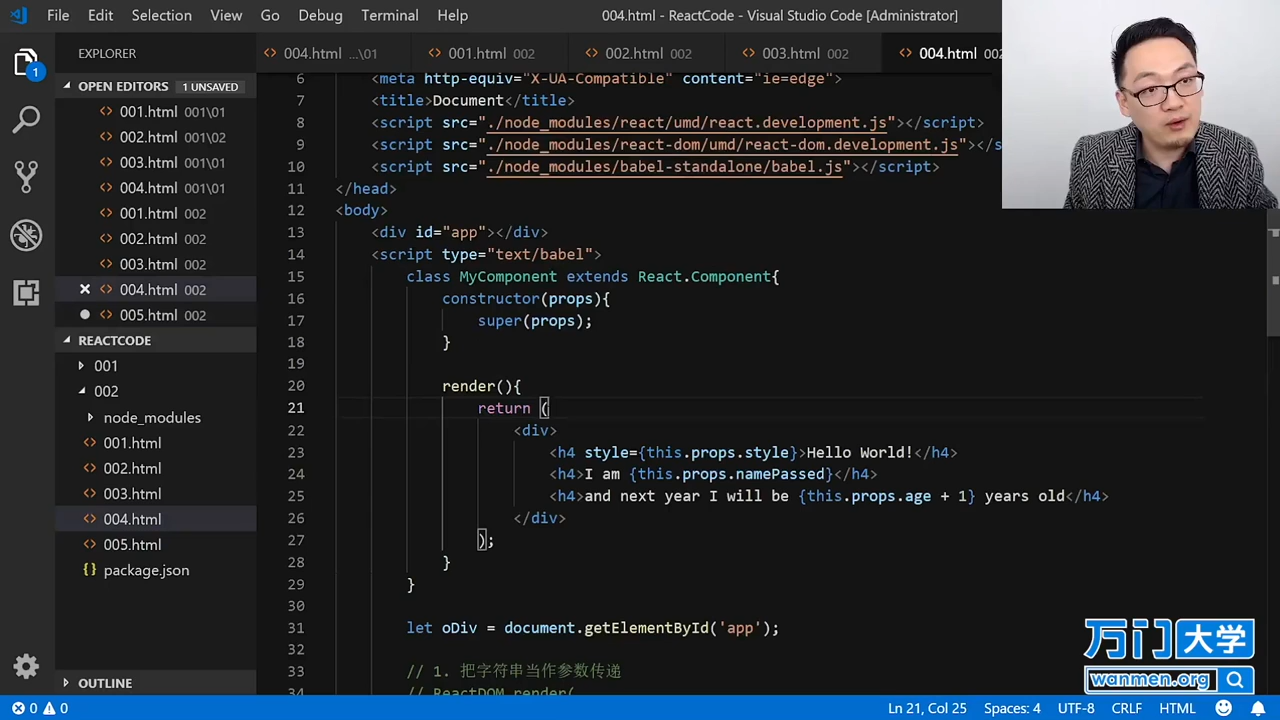 File Edit Selection View Go Debug Terminal Help
004.html - ReactCode - Visual Studio Code [Administrator]
EXPLORER
004.html ...\01
001.html 002
002.html 002
003.html 002
004.html 002
1
OPEN EDITORS 1 UNSAVED
001.html 001\01
002.html 001\02
003.html 001\01
004.html 001\01
001.html 002
002.html 002
003.html 002
004.html 002
005.html 002
REACTCODE
001
002
node_modules
001.html
002.html
003.html
004.html
005.html
package.json
OUTLINE
6 <meta http-equiv="X-UA-Compatible" content="ie=edge">
7 <title>Document</title>
8 <script src="./node_modules/react/umd/react.development.js"></script>
9 <script src="./node_modules/react-dom/umd/react-dom.development.js"></s
10 <script src="./node_modules/babel-standalone/babel.js"></script>
11 </head>
12 <body>
13 <div id="app"></div>
14 <script type="text/babel">
15 class MyComponent extends React.Component{
16 constructor(props){
17 super(props);
18 }
19
20 render(){
21 return (
22 <div>
23 <h4 style={this.props.style}>Hello World!</h4>
24 <h4>I am {this.props.namePassed}</h4>
25 <h4>and next year I will be {this.props.age + 1} years old</h4>
26 </div>
27 );
28 }
29 }
30
31 let oDiv = document.getElementById('app');
32
33 // 1. 把字符串当作参数传递
34 // ReactDOM.render(
万门大学
wanmen.org
0 0
Ln 21, Col 25 Spaces: 4 UTF-8 CRLF HTML